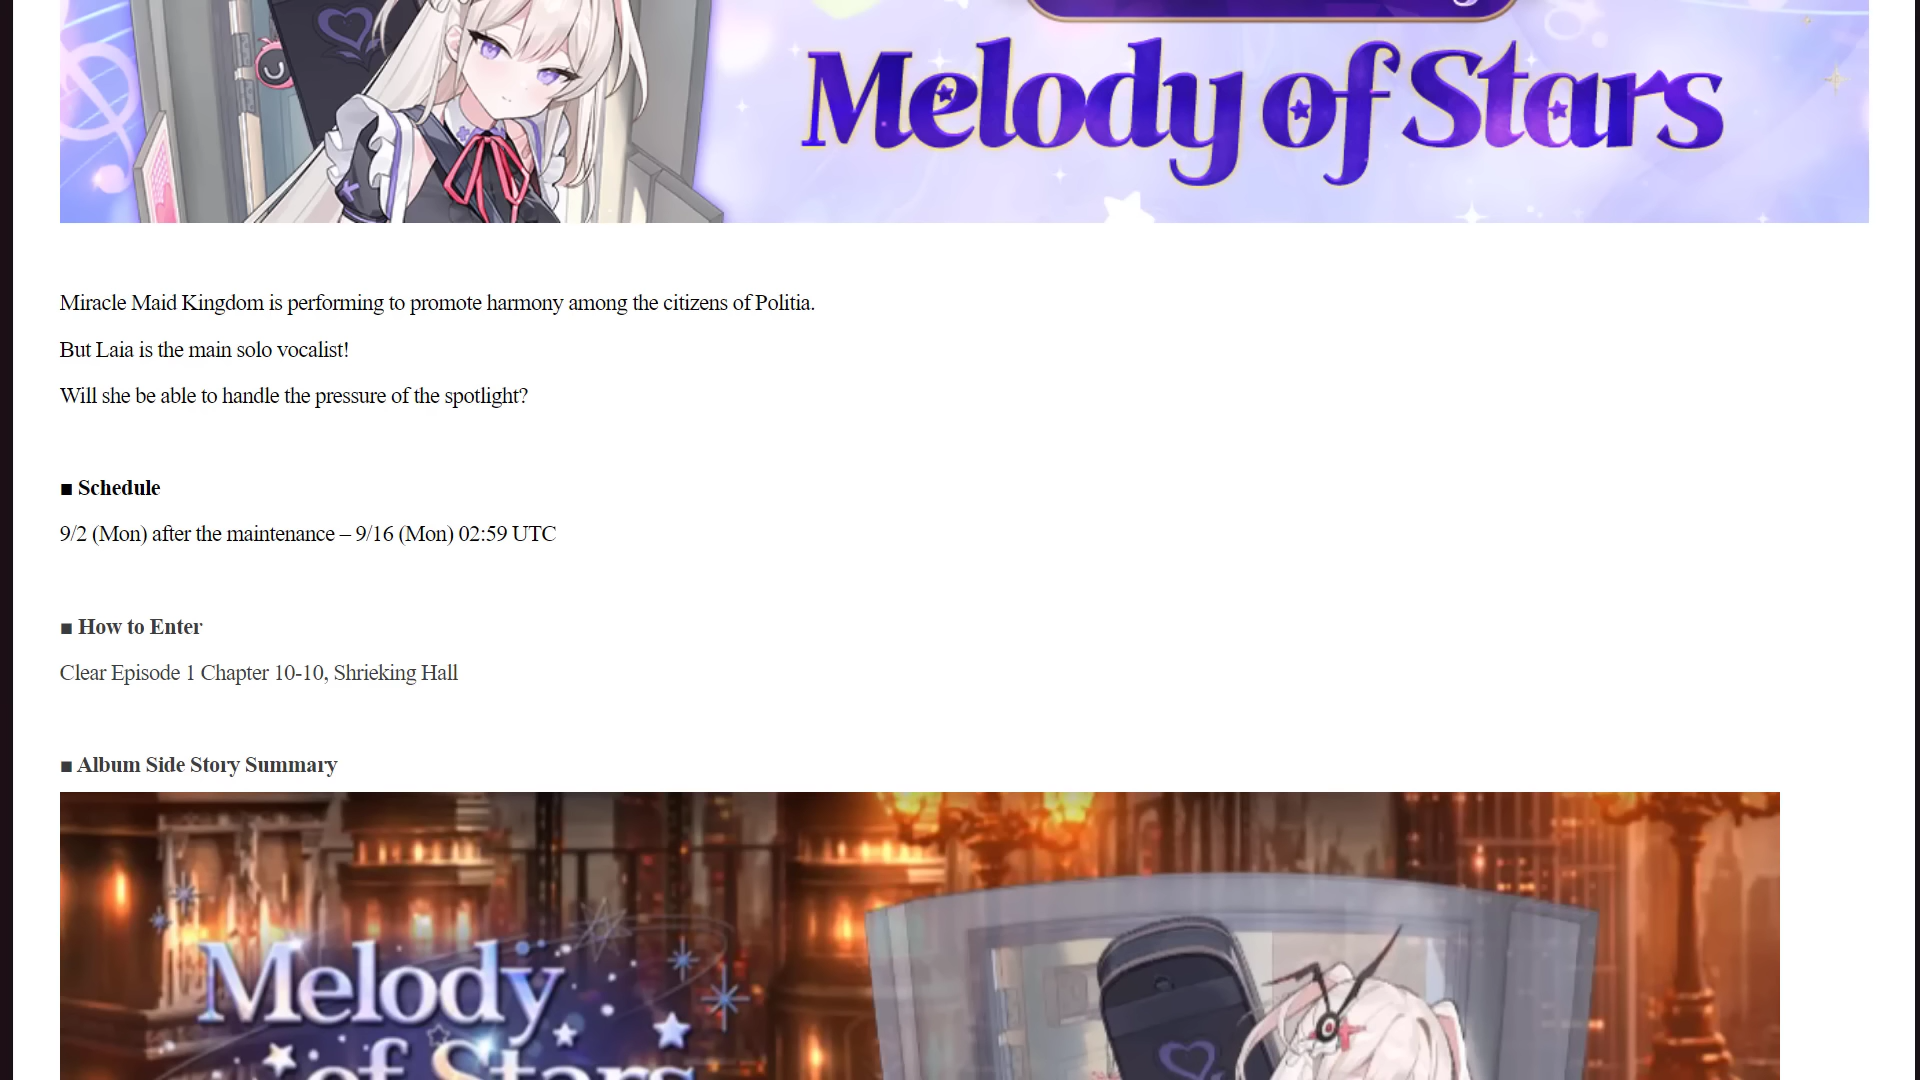 Melody of Stars
Miracle Maid Kingdom is performing to promote harmony among the citizens of Politia.
But Laia is the main solo vocalist!
Will she be able to handle the pressure of the spotlight?
■ Schedule
9/2 (Mon) after the maintenance – 9/16 (Mon) 02:59 UTC
■ How to Enter
Clear Episode 1 Chapter 10-10, Shrieking Hall
■ Album Side Story Summary
Melody
of Stars